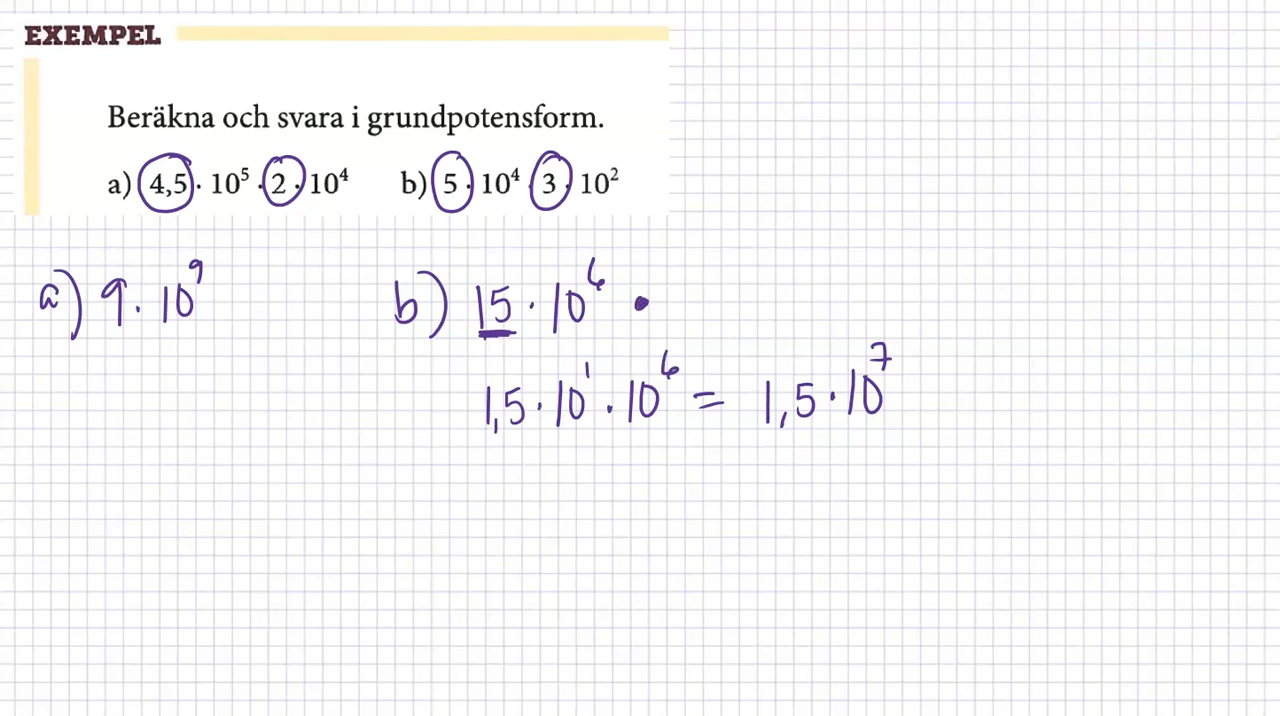 EXEMPEL
Beräkna och svara i grundpotensform.
a) 4,5 · 10⁵ · 2 · 10⁴ b) 5 · 10⁴ · 3 · 10²
a) 9 · 10⁹ b) 15 · 10⁶ ·
1,5 · 10¹ · 10⁶ = 1,5 · 10⁷